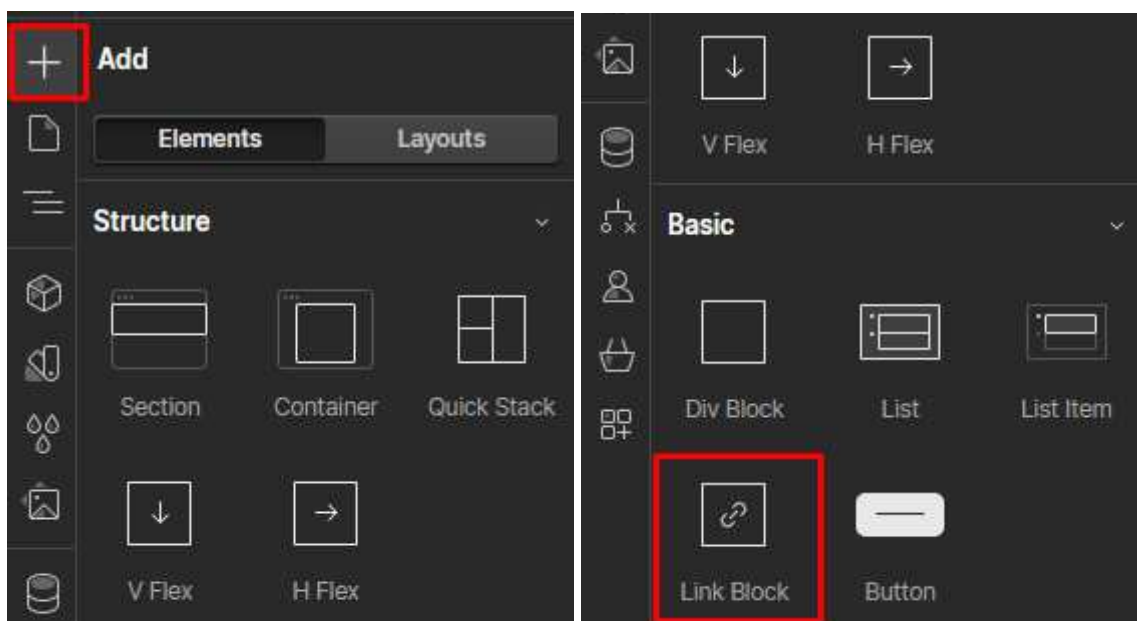 Add
Elements Layouts
Structure
Section Container Quick Stack
V Flex H Flex
V Flex H Flex
Basic
Div Block List List Item
Link Block Button